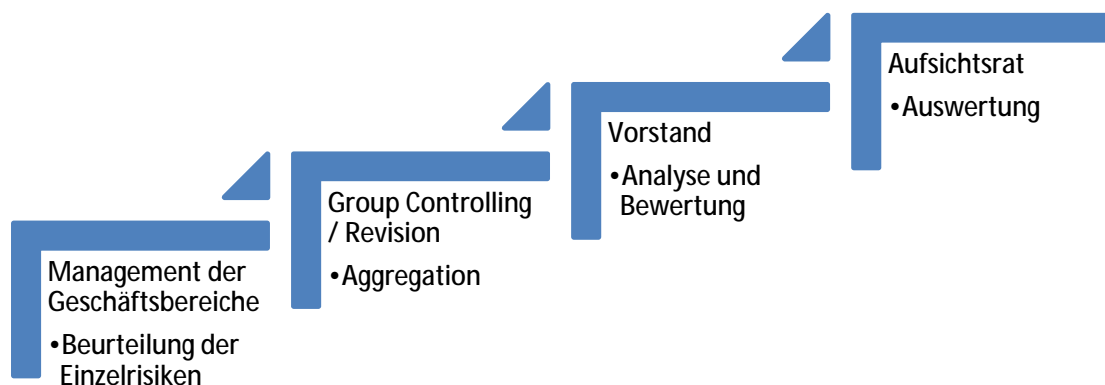 Management der
Geschäftsbereiche
•Beurteilung der
Einzelrisiken
Group Controlling
/ Revision
•Aggregation
Vorstand
•Analyse und
Bewertung
Aufsichtsrat
•Auswertung